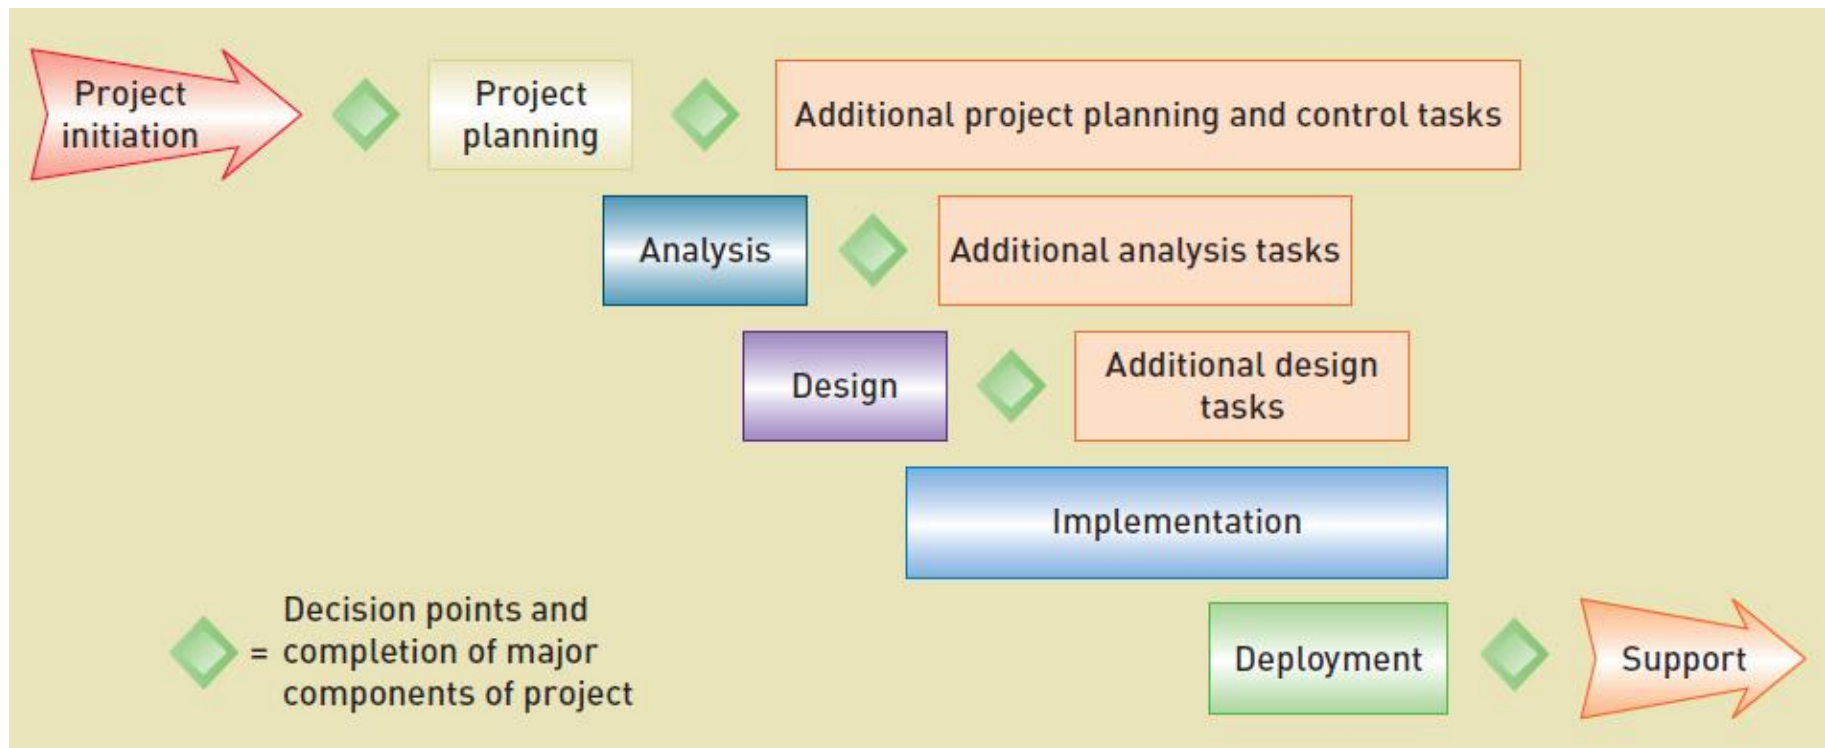 Project
initiation
Project
planning
Additional project planning and control tasks
Analysis
Additional analysis tasks
Design
Additional design
tasks
Implementation
Decision points and
= completion of major
components of project
Deployment
Support